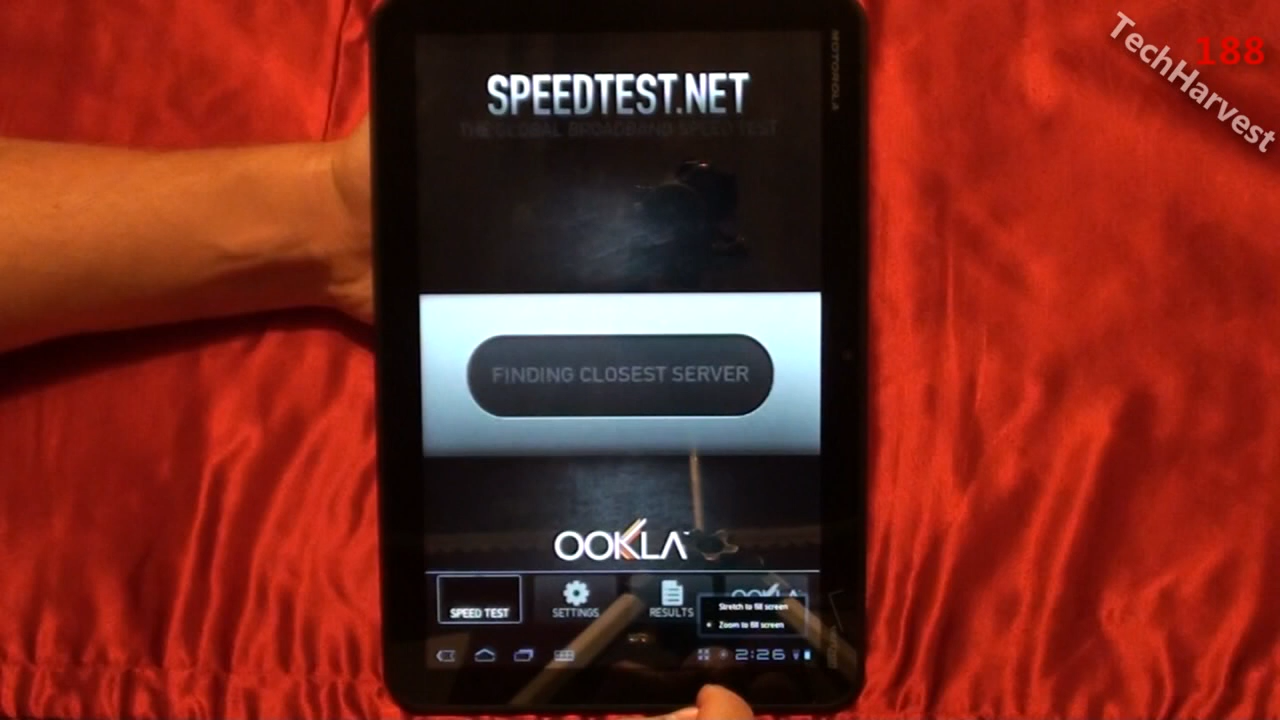 TechHarvest
188
MOTOROLA
SPEEDTEST.NET
THE GLOBAL BROADBAND SPEED TEST
FINDING CLOSEST SERVER
OOKLA
SPEED TEST
SETTINGS
RESULTS
OOKLA
Stretch to fill screen
Zoom to fill screen
2:26